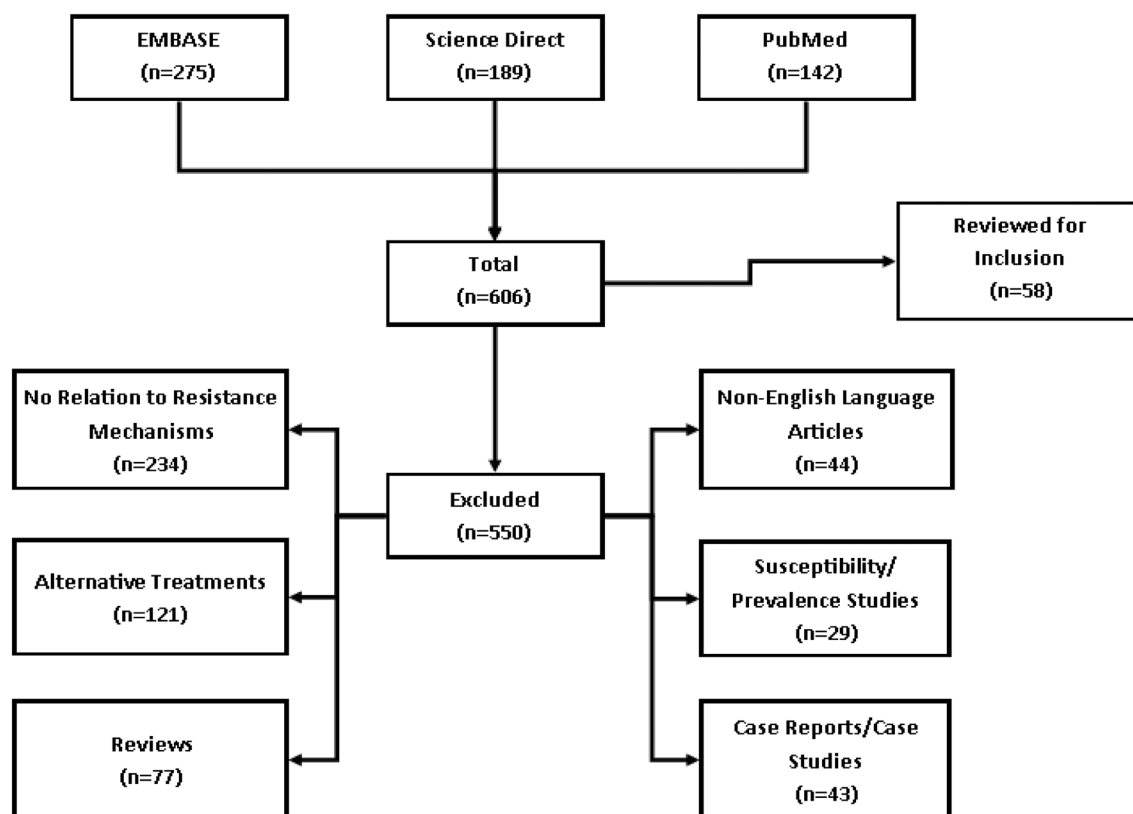 EMBASE
(n=275)
Science Direct
(n=189)
PubMed
(n=142)
Total
(n=606)
Reviewed for
Inclusion
(n=58)
No Relation to Resistance
Mechanisms
(n=234)
Non-English Language
Articles
(n=44)
Excluded
(n=550)
Alternative Treatments
(n=121)
Susceptibility/
Prevalence Studies
(n=29)
Reviews
(n=77)
Case Reports/Case
Studies
(n=43)